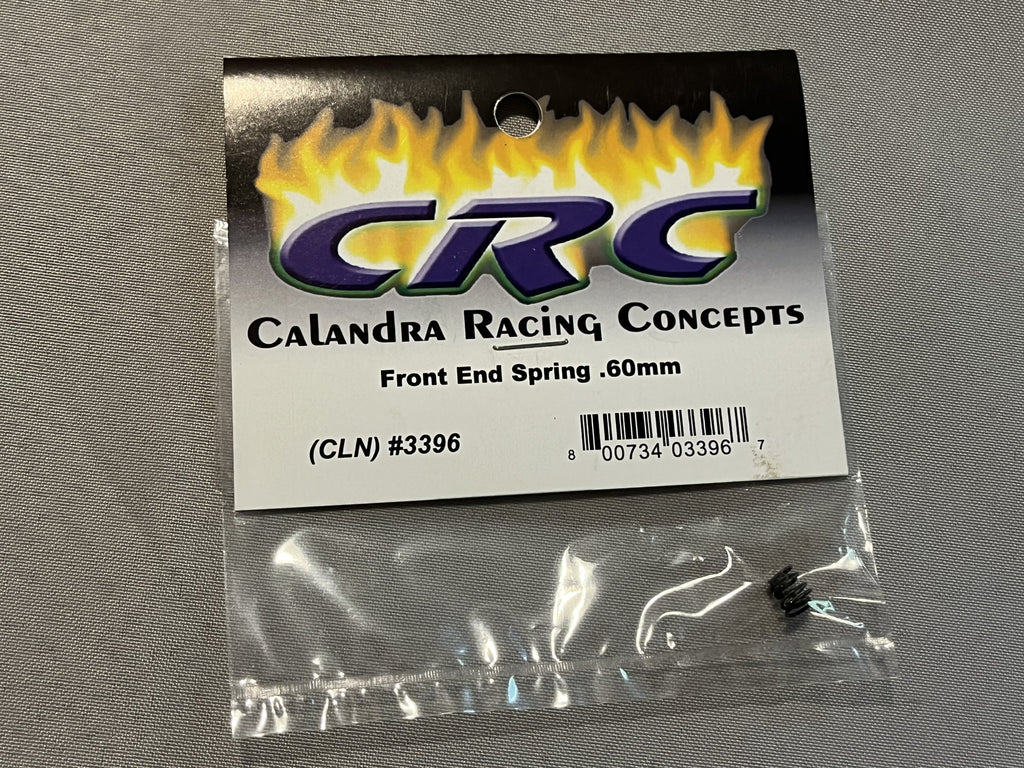 CRC
Calandra Racing Concepts
Front End Spring .60mm
(CLN) #3396
8 00734 03396 7